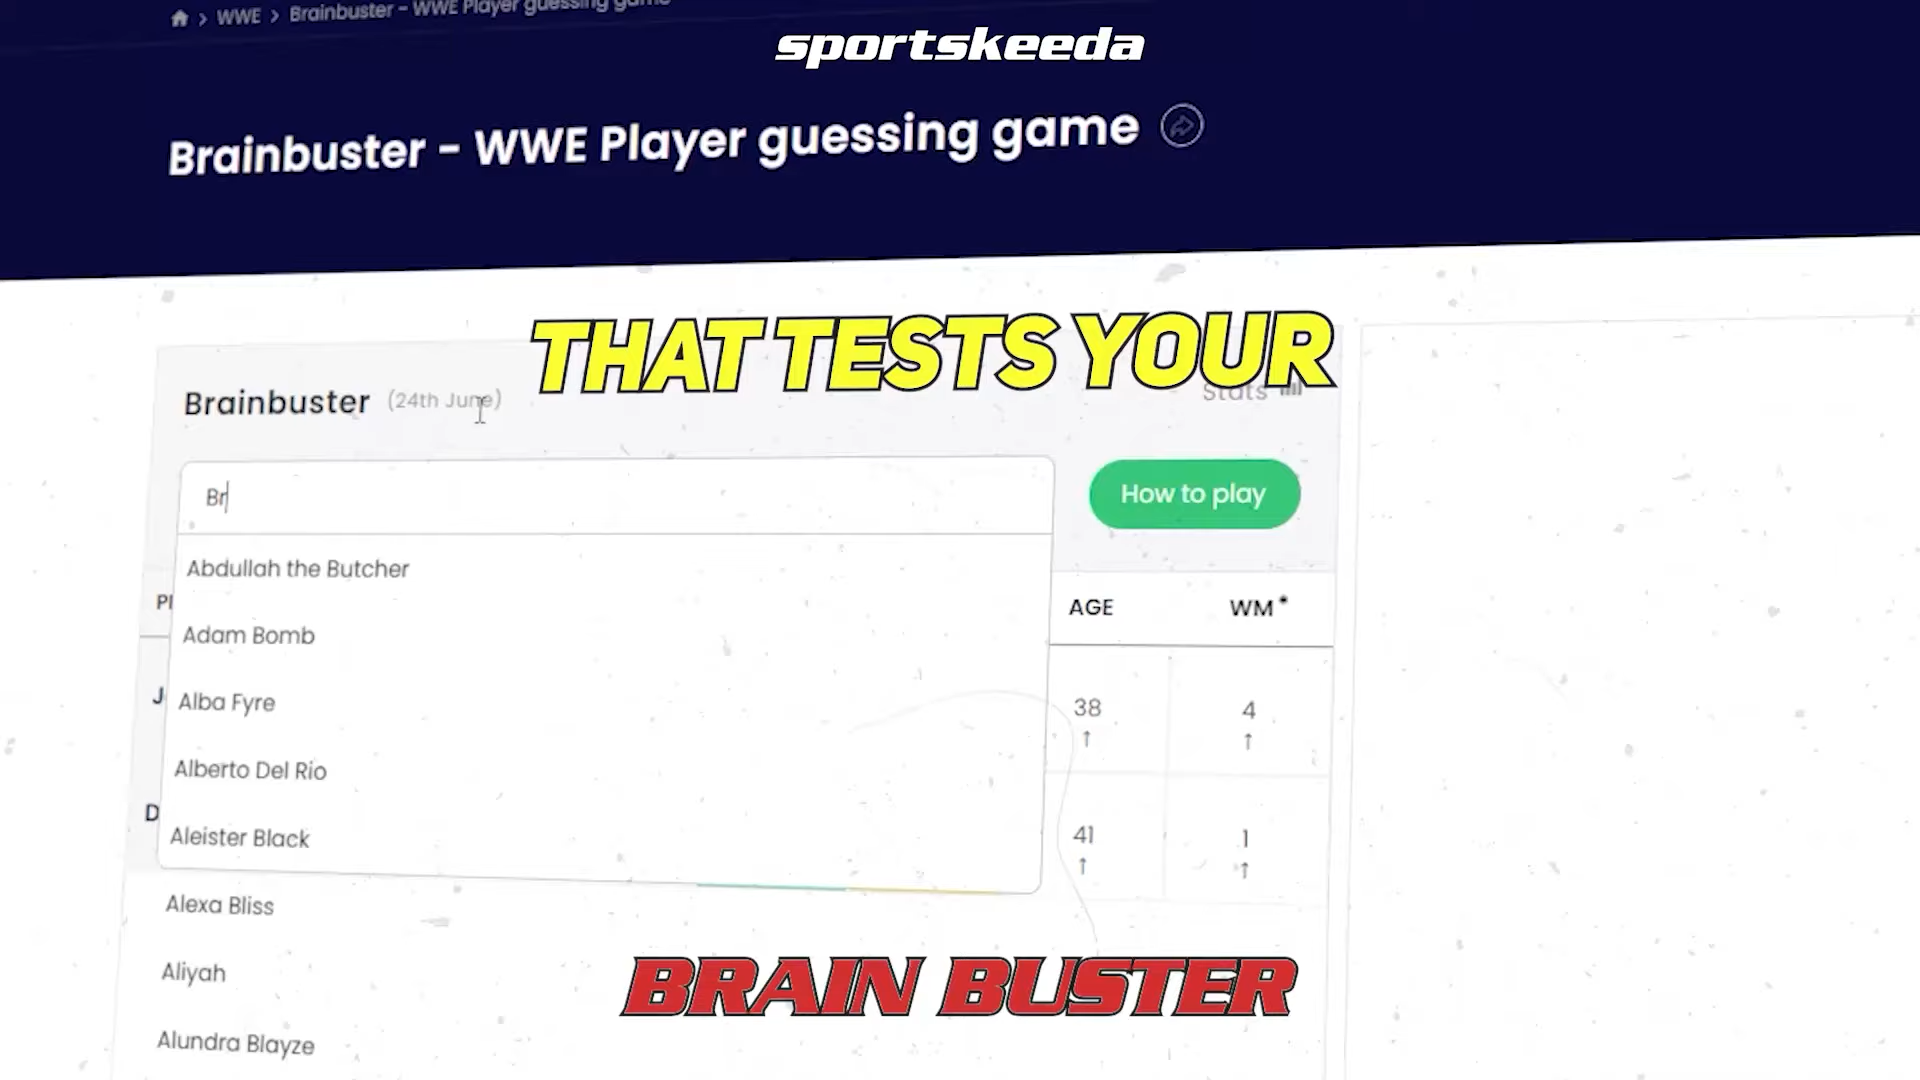 WWE > Brainbuster - WWE Player guessing game
sportskeeda
Brainbuster - WWE Player guessing game
THAT TESTS YOUR
Brainbuster (24th June)
Stats
Br
How to play
Abdullah the Butcher
Pl
AGE
WM*
Adam Bomb
J
Alba Fyre
38
4
↑
↑
Alberto Del Rio
D
Aleister Black
41
1
↑
↑
Alexa Bliss
Aliyah
BRAIN BUSTER
Alundra Blayze